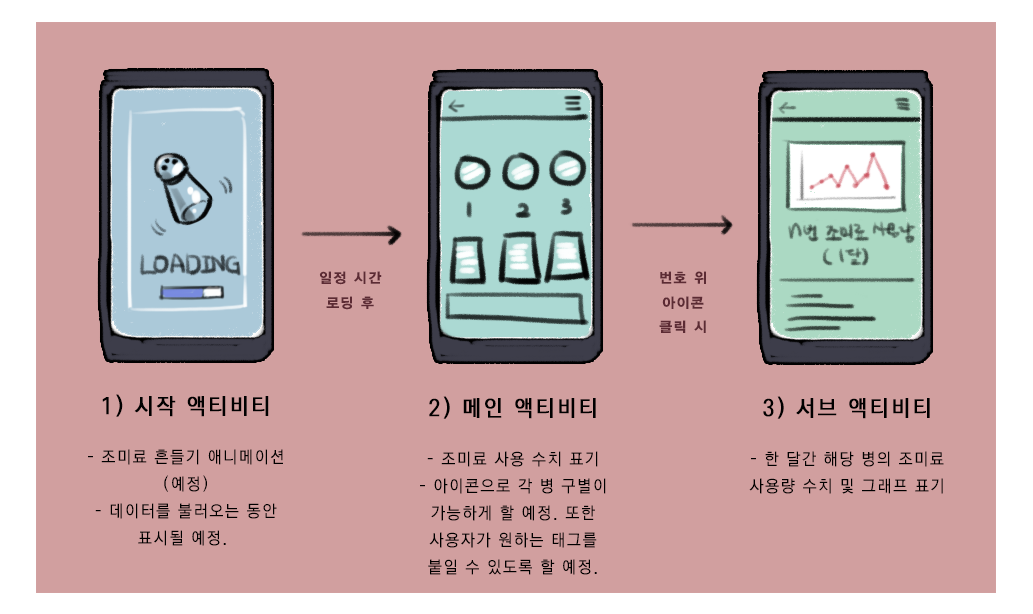 LOADING
일정 시간
로딩 후
1 2 3
번호 위
아이콘
클릭 시
n번 조미료 사용량
(1달)
1) 시작 액티비티
- 조미료 흔들기 애니메이션
(예정)
- 데이터를 불러오는 동안
표시될 예정.
2) 메인 액티비티
- 조미료 사용 수치 표기
- 아이콘으로 각 병 구별이
가능하게 할 예정. 또한
사용자가 원하는 태그를
붙일 수 있도록 할 예정.
3) 서브 액티비티
- 한 달간 해당 병의 조미료
사용량 수치 및 그래프 표기